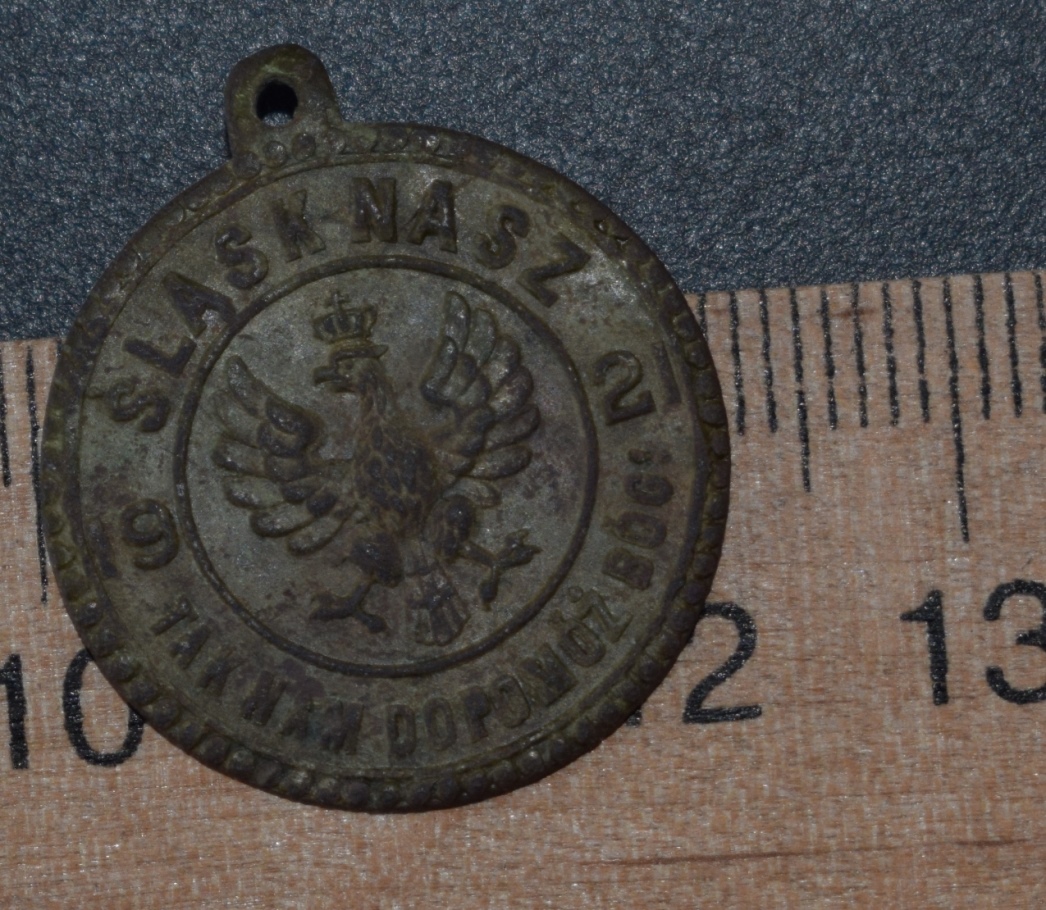 ŚLĄSK NASZ
19 21
TAK NAM DOPOMÓŻ BÓG:
10 12 13